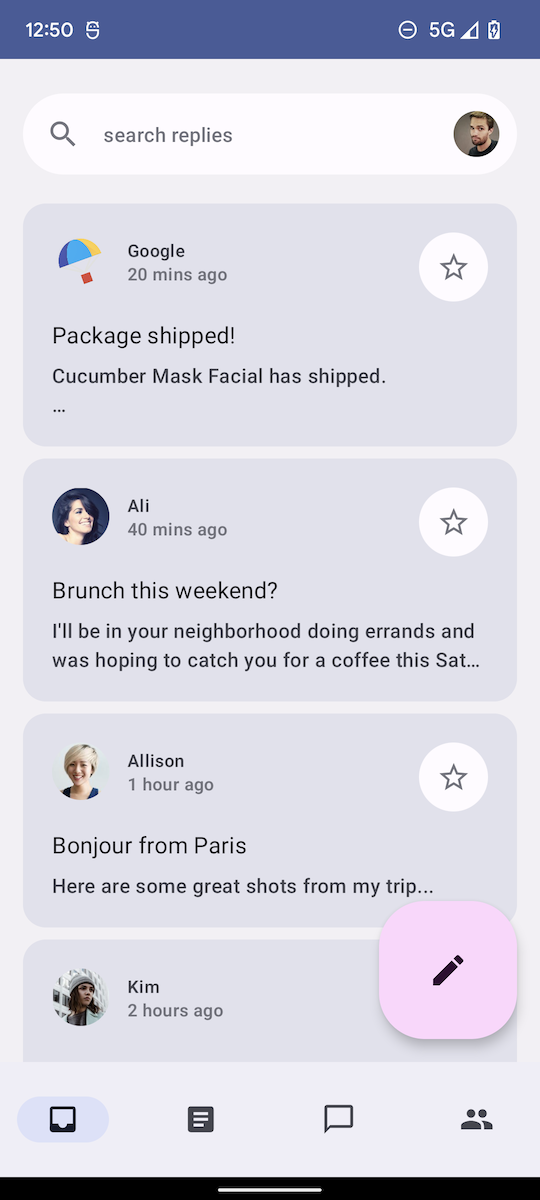 12:50
5G
search replies
Google
20 mins ago
Package shipped!
Cucumber Mask Facial has shipped.
…
Ali
40 mins ago
Brunch this weekend?
I'll be in your neighborhood doing errands and
was hoping to catch you for a coffee this Sat…
Allison
1 hour ago
Bonjour from Paris
Here are some great shots from my trip...
Kim
2 hours ago